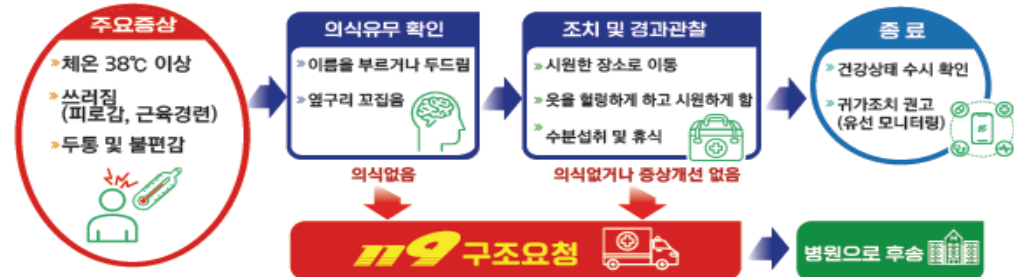 주요증상
» 체온 38℃ 이상
» 쓰러짐
(피로감, 근육경련)
» 두통 및 불편감
의식유무 확인
» 이름을 부르거나 두드림
» 옆구리 꼬집음
의식없음
조치 및 경과관찰
» 시원한 장소로 이동
» 옷을 헐렁하게 하고 시원하게 함
» 수분섭취 및 휴식
의식없거나 증상개선 없음
종 료
» 건강상태 수시 확인
» 귀가조치 권고
(유선 모니터링)
119 구조요청
병원으로 후송